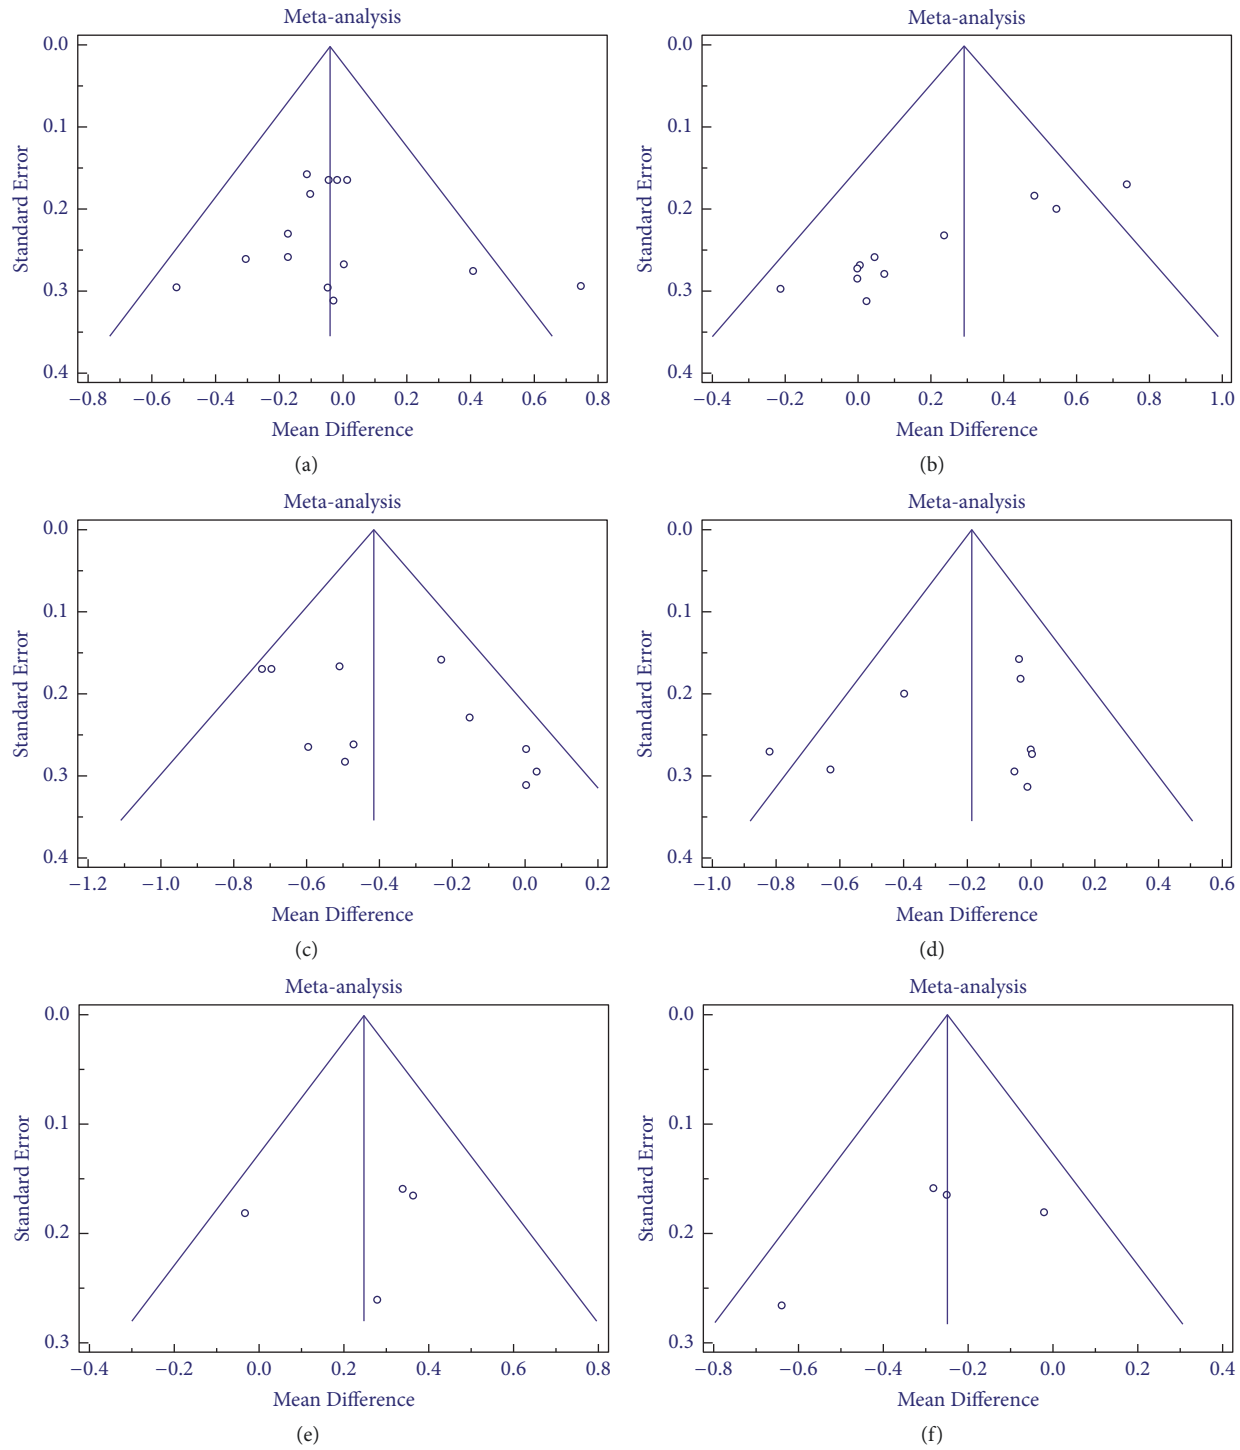 Meta-analysis
0.0
0.1
0.2
0.3
0.4
Standard Error
−0.8 −0.6 −0.4 −0.2 0.0 0.2 0.4 0.6 0.8
Mean Difference
(a)
Meta-analysis
0.0
0.1
0.2
0.3
0.4
Standard Error
−0.4 −0.2 0.0 0.2 0.4 0.6 0.8 1.0
Mean Difference
(b)
Meta-analysis
0.0
0.1
0.2
0.3
0.4
Standard Error
−1.2 −1.0 −0.8 −0.6 −0.4 −0.2 0.0 0.2
Mean Difference
(c)
Meta-analysis
0.0
0.1
0.2
0.3
0.4
Standard Error
−1.0 −0.8 −0.6 −0.4 −0.2 0.0 0.2 0.4 0.6
Mean Difference
(d)
Meta-analysis
0.0
0.1
0.2
0.3
Standard Error
−0.4 −0.2 0.0 0.2 0.4 0.6 0.8
Mean Difference
(e)
Meta-analysis
0.0
0.1
0.2
0.3
Standard Error
−0.8 −0.6 −0.4 −0.2 0.0 0.2 0.4
Mean Difference
(f)